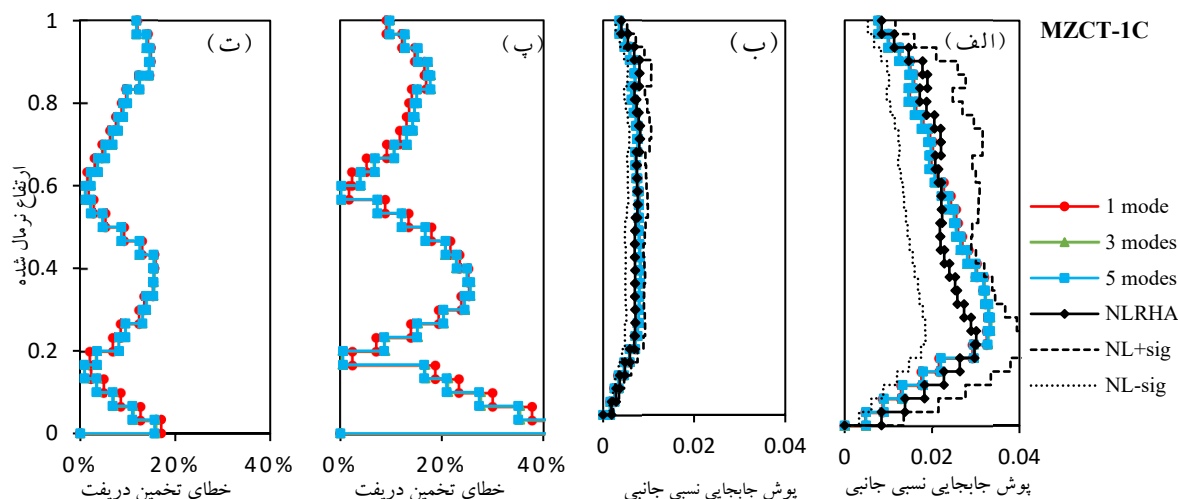 MZCT-1C
(الف)
(ب)
(پ)
(ت)
ارتفاع نرمال شده
1
0.8
0.6
0.4
0.2
0
0% 20% 40%
خطای تخمین دریفت
0% 20% 40%
خطای تخمین دریفت
0 0.02 0.04
پوش جابجایی نسبی جانبی
0 0.02 0.04
پوش جابجایی نسبی جانبی
1 mode
3 modes
5 modes
NLRHA
NL+sig
NL-sig